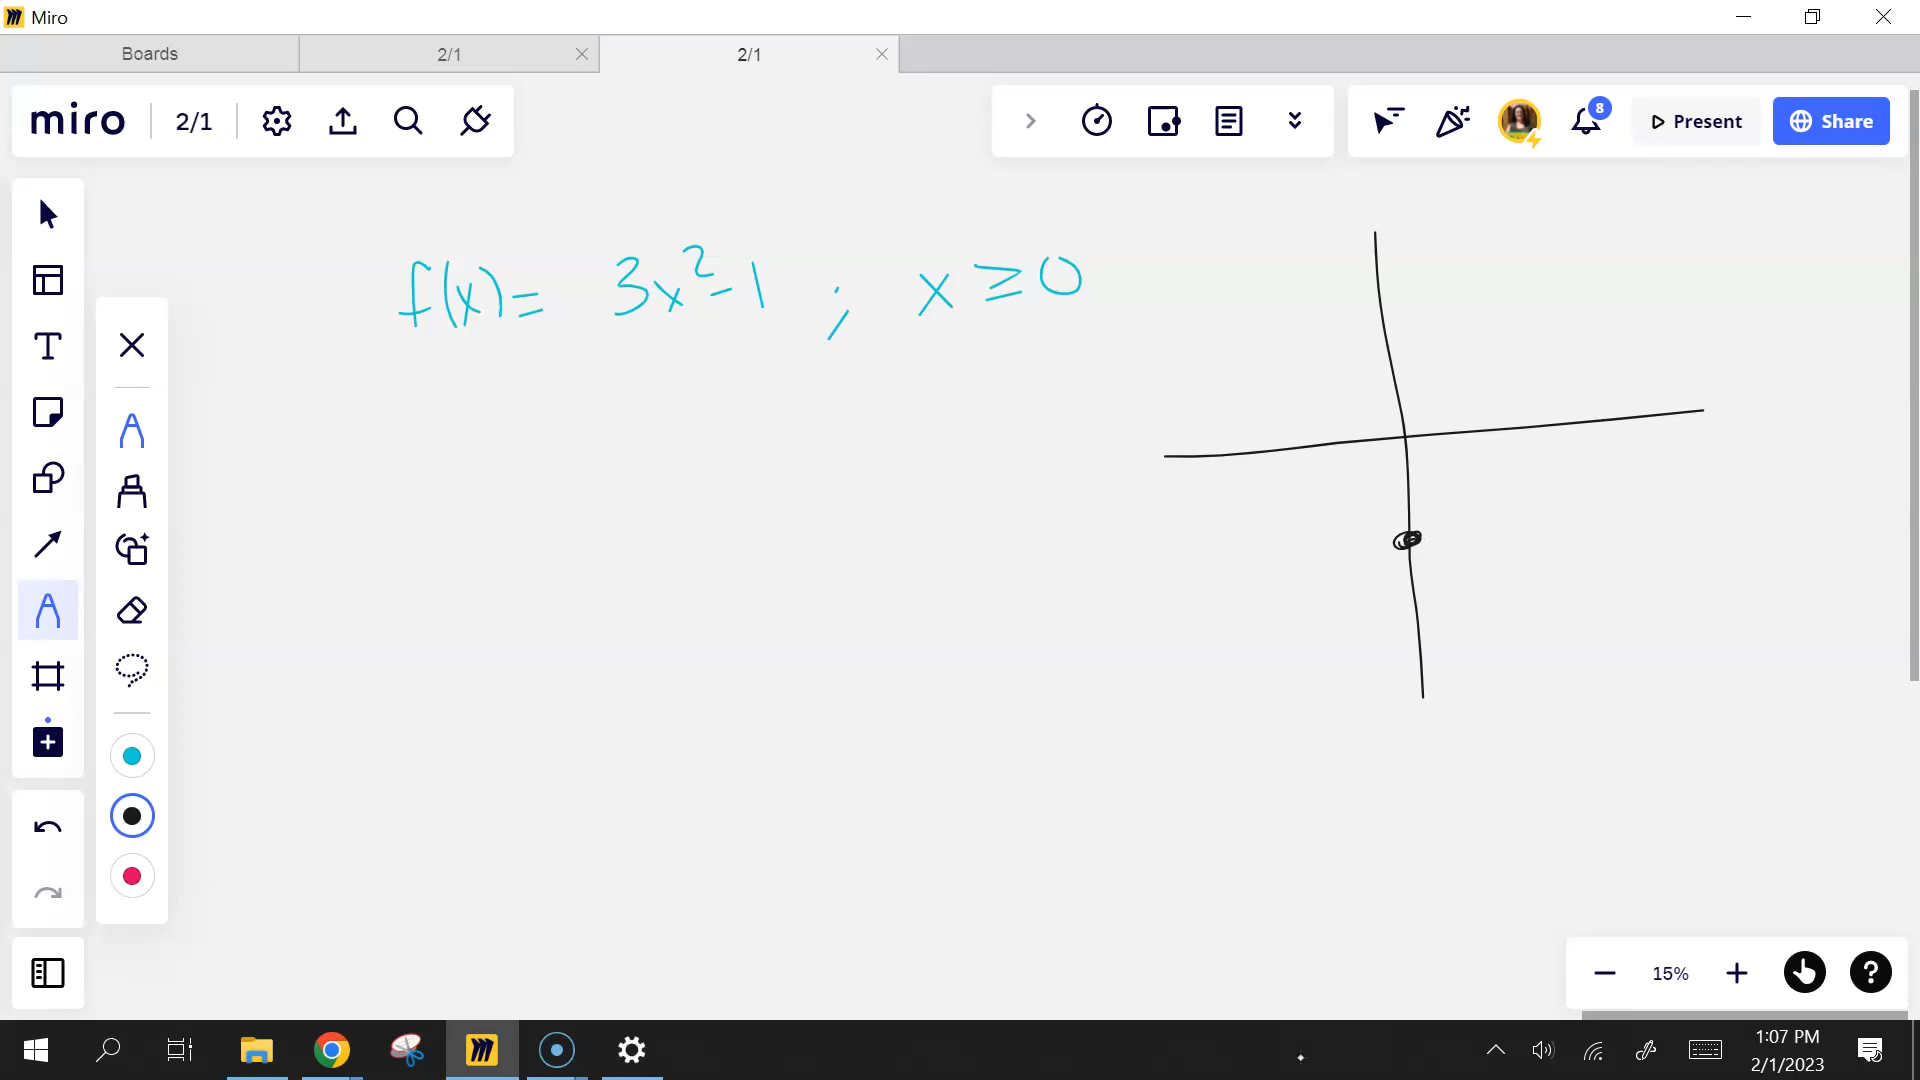 Miro
Boards 2/1 2/1
miro 2/1 8 Present Share
f(x)= 3x²-1 ; x ≥ 0
15% ?
1:07 PM
2/1/2023